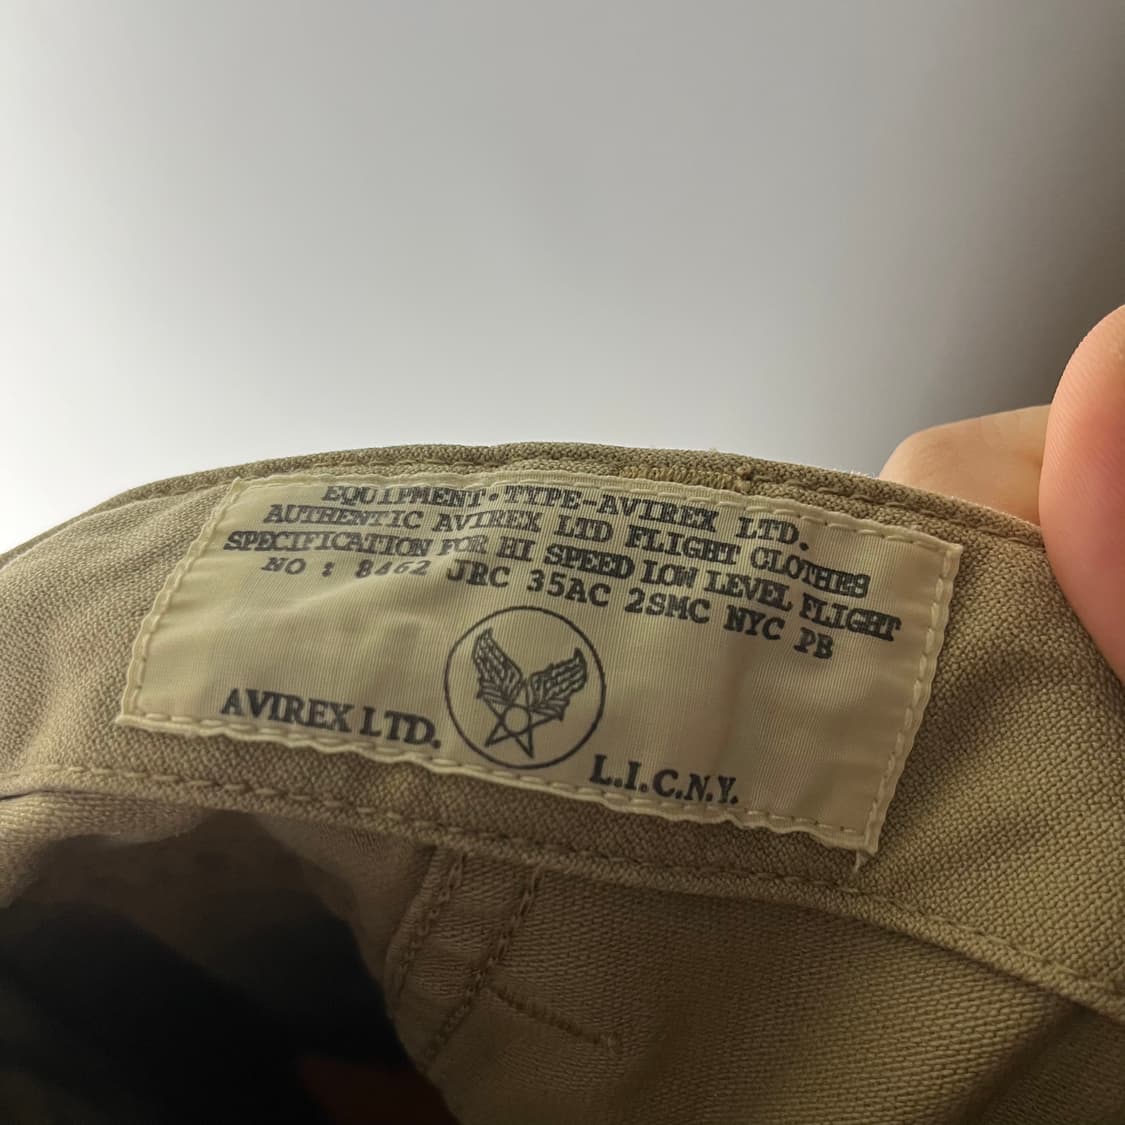 EQUIPMENT·TYPE-AVIREX LTD.
AUTHENTIC AVIREX LTD FLIGHT CLOTHES
SPECIFICATION FOR HI SPEED LOW LEVEL FLIGHT
NO : 8462 JRC 35AC 2SMC NYC PB
AVIREX LTD.
L.I.C.N.Y.